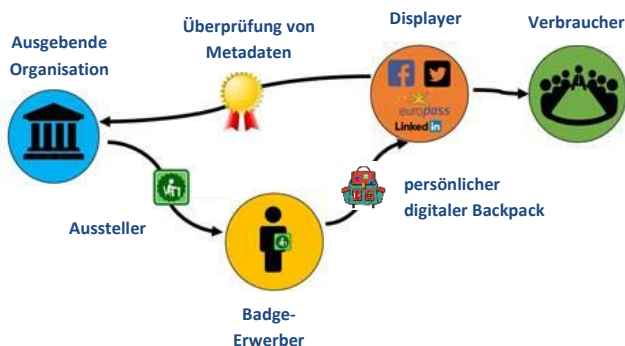 Ausgebende
Organisation
Überprüfung von
Metadaten
Displayer
Verbraucher
europass
Linked in
Aussteller
persönlicher
digitaler Backpack
Badge-
Erwerber